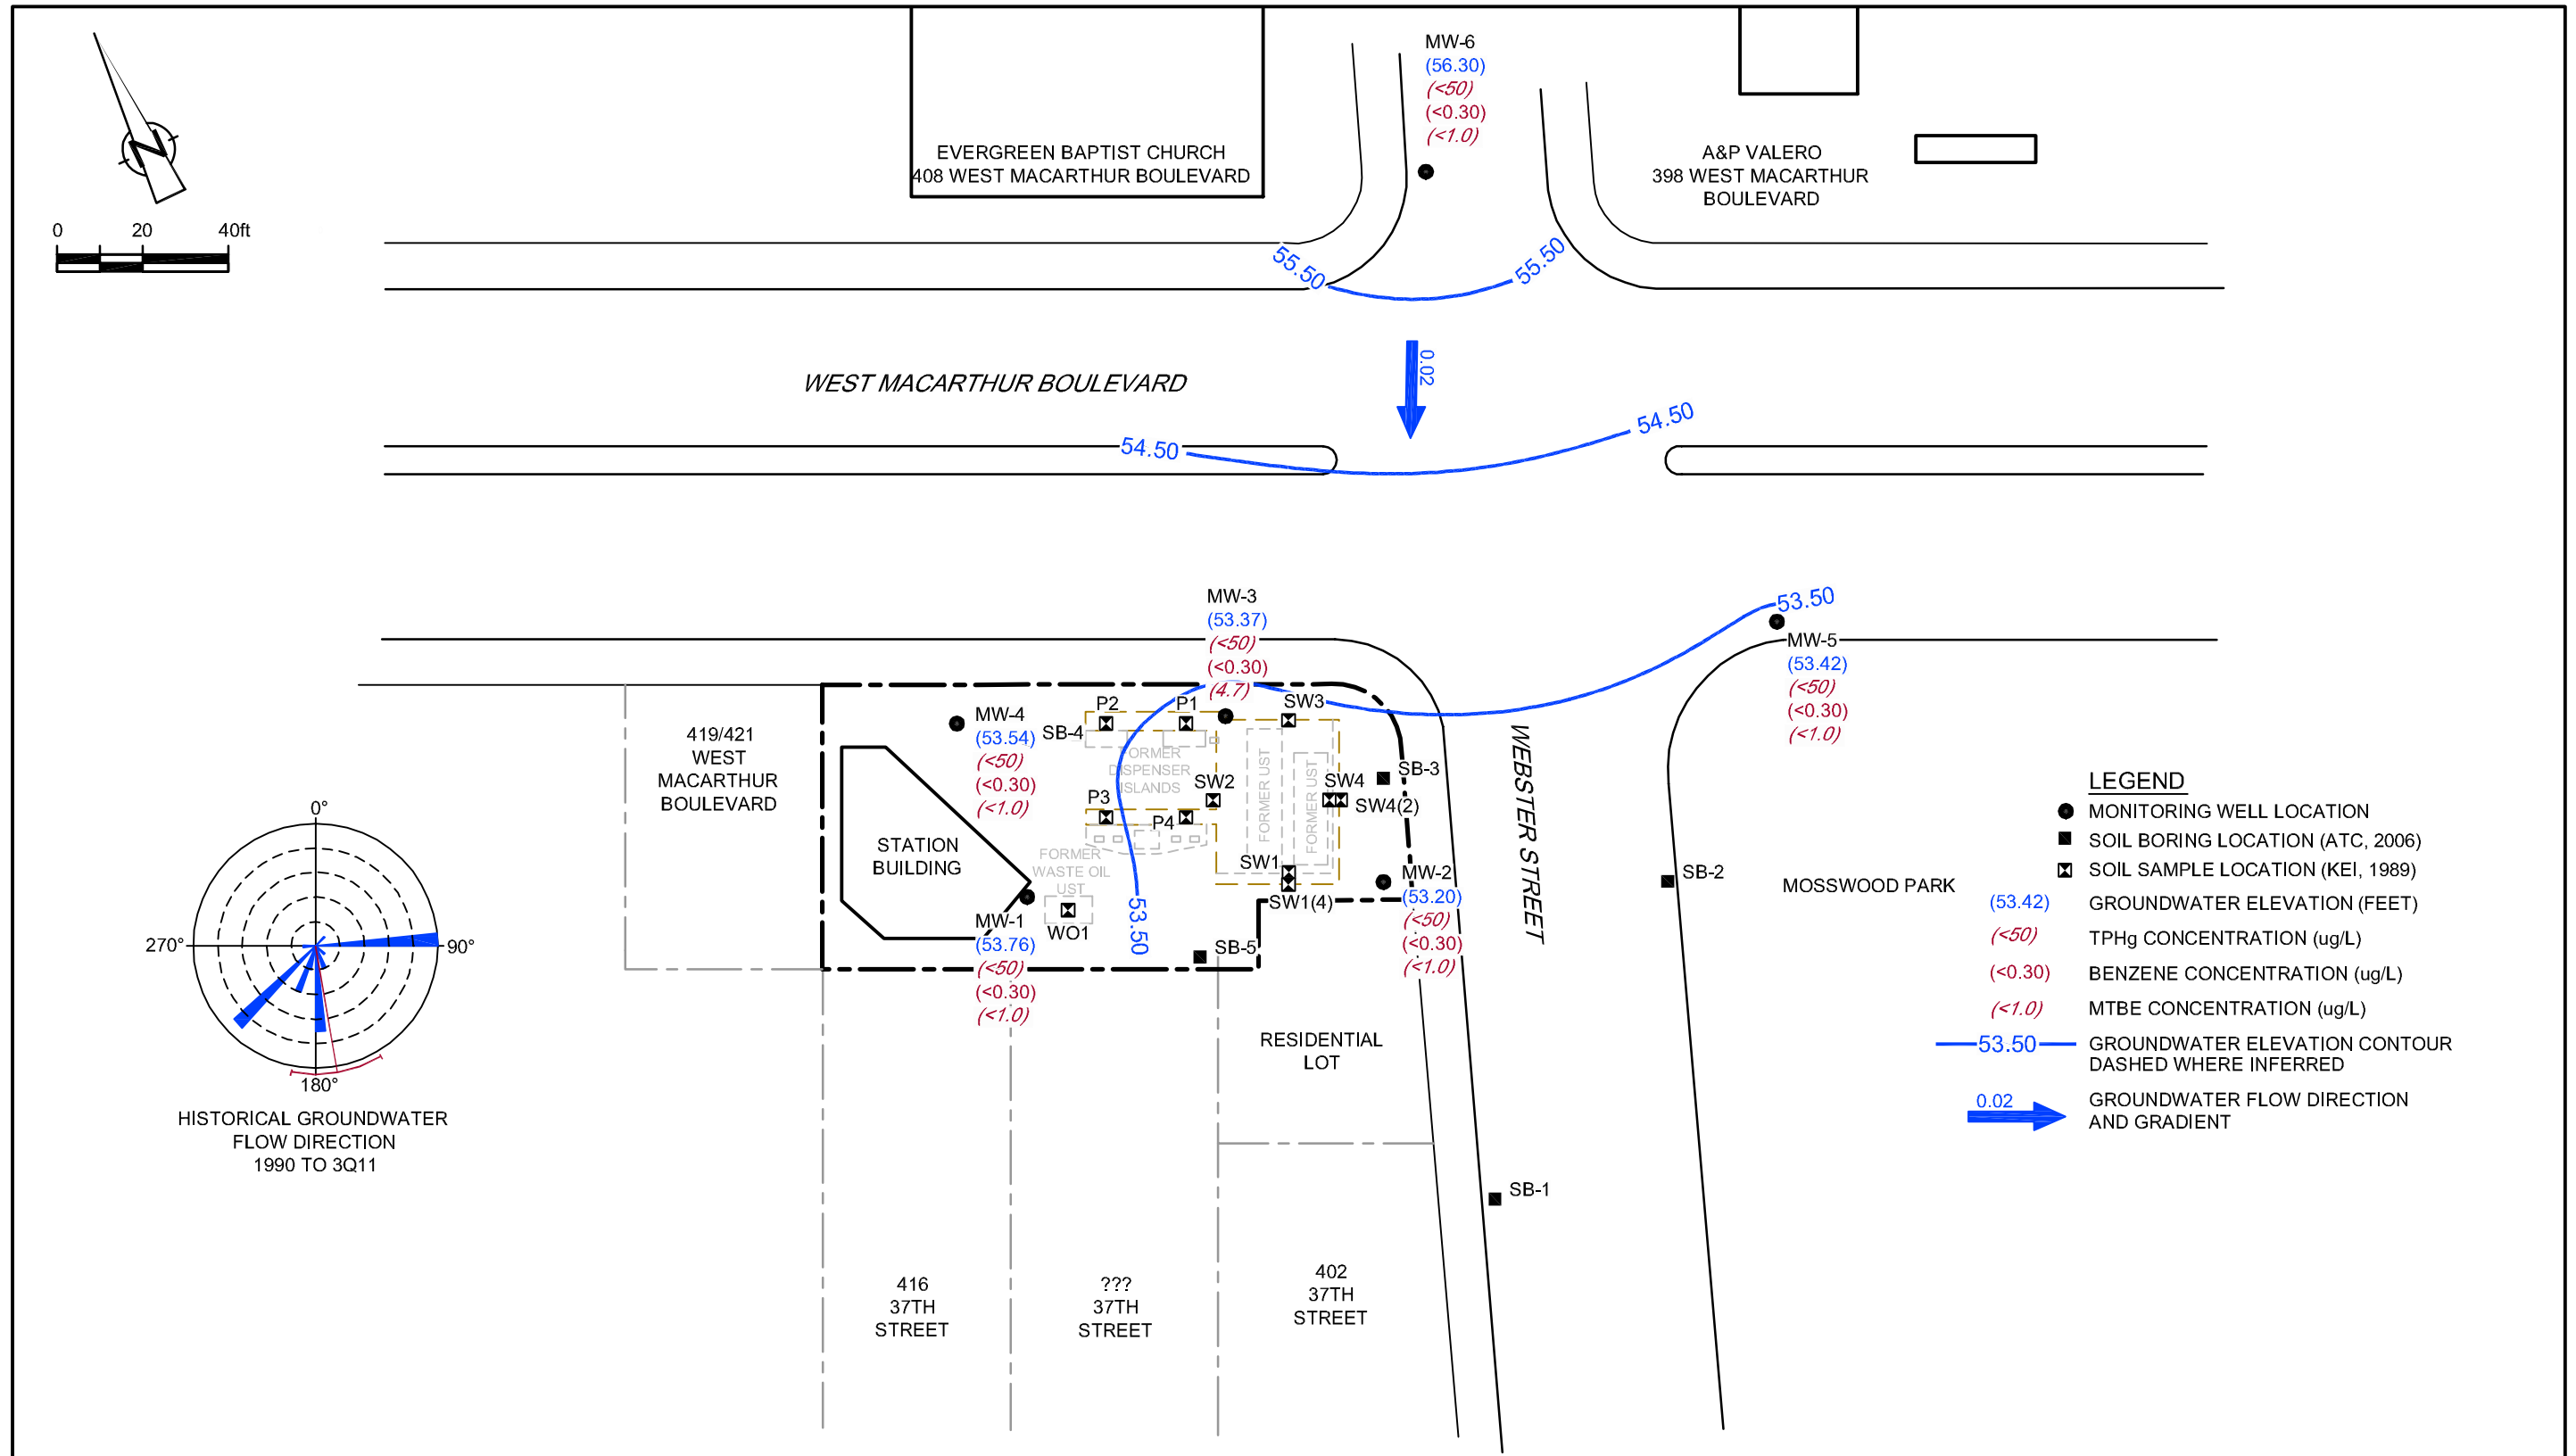 MW-6
(56.30)
(<50)
(<0.30)
(<1.0)
EVERGREEN BAPTIST CHURCH
408 WEST MACARTHUR BOULEVARD
A&P VALERO
398 WEST MACARTHUR
BOULEVARD
N
0 20 40ft
55.50
55.50
0.02
WEST MACARTHUR BOULEVARD
54.50
54.50
MW-3
(53.37)
(<50)
(<0.30)
(4.7)
53.50
MW-5
(53.42)
(<50)
(<0.30)
(<1.0)
419/421
WEST
MACARTHUR
BOULEVARD
MW-4
(53.54)
(<50)
(<0.30)
(<1.0)
SB-4
P2
P1
SW3
FORMER
DISPENSER
ISLANDS
FORMER UST
FORMER UST
SW2
SW4
SW4(2)
SB-3
P3
P4
STATION
BUILDING
FORMER
WASTE OIL
UST
WO1
SW1
SW1(4)
MW-2
(53.20)
(<50)
(<0.30)
(<1.0)
MW-1
(53.76)
(<50)
(<0.30)
(<1.0)
53.50
SB-5
WEBSTER STREET
SB-2
MOSSWOOD PARK
RESIDENTIAL
LOT
SB-1
416
37TH
STREET
???
37TH
STREET
402
37TH
STREET
0°
270°
90°
180°
HISTORICAL GROUNDWATER
FLOW DIRECTION
1990 TO 3Q11
LEGEND
MONITORING WELL LOCATION
SOIL BORING LOCATION (ATC, 2006)
SOIL SAMPLE LOCATION (KEI, 1989)
(53.42) GROUNDWATER ELEVATION (FEET)
(<50) TPHg CONCENTRATION (ug/L)
(<0.30) BENZENE CONCENTRATION (ug/L)
(<1.0) MTBE CONCENTRATION (ug/L)
53.50 GROUNDWATER ELEVATION CONTOUR
DASHED WHERE INFERRED
0.02 GROUNDWATER FLOW DIRECTION
AND GRADIENT